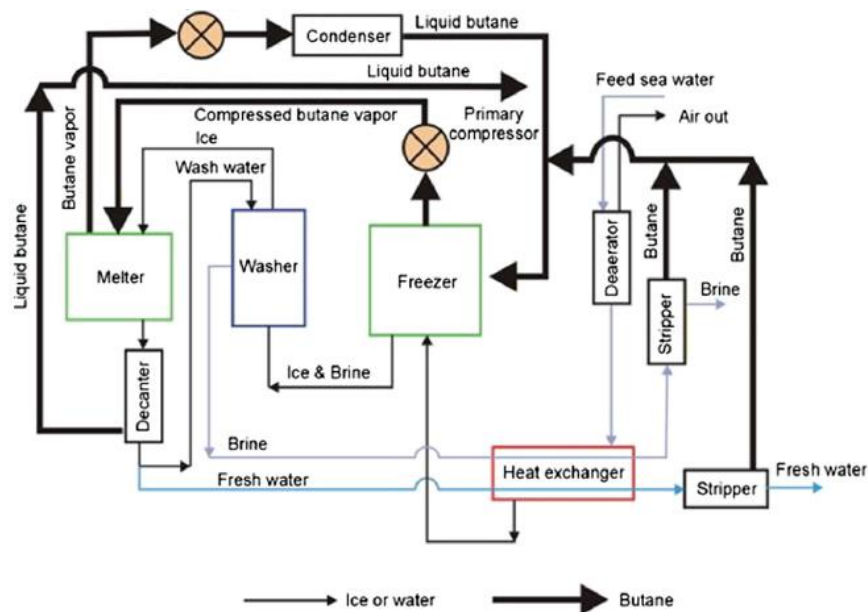 Liquid butane
Condenser
Liquid butane
Feed sea water
Compressed butane vapor
Primary
compressor
Air out
Ice
Wash water
Butane vapor
Liquid butane
Melter
Washer
Freezer
Deaerator
Butane
Butane
Stripper
Brine
Decanter
Ice & Brine
Brine
Heat exchanger
Fresh water
Stripper
Fresh water
Ice or water
Butane